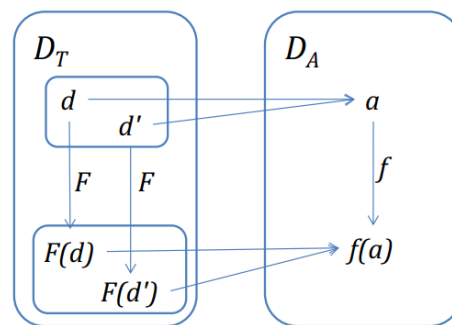 D_T D_A
d a
d'
F F f
F(d) f(a)
F(d')